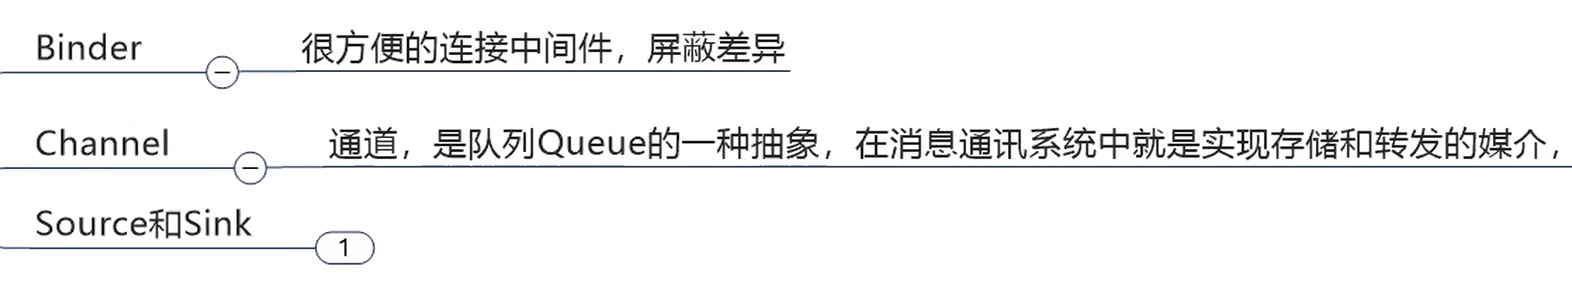 Binder
很方便的连接中间件，屏蔽差异
Channel
通道，是队列Queue的一种抽象，在消息通讯系统中就是实现存储和转发的媒介，
Source和Sink
1